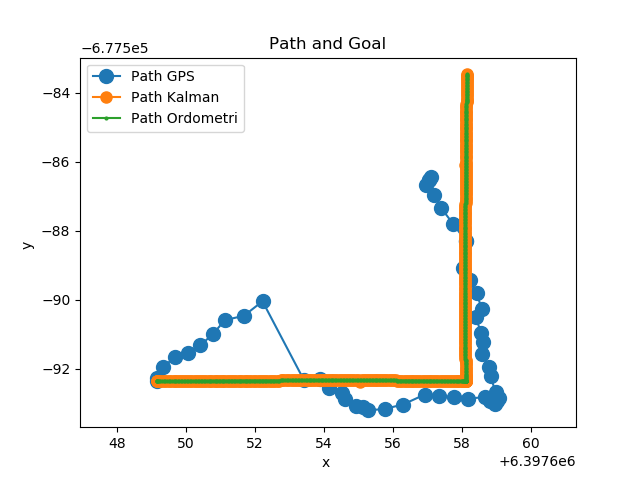 Path and Goal
−6.775e5
Path GPS
Path Kalman
Path Ordometri
−84
−86
−88
−90
−92
y
48 50 52 54 56 58 60
x
+6.3976e6